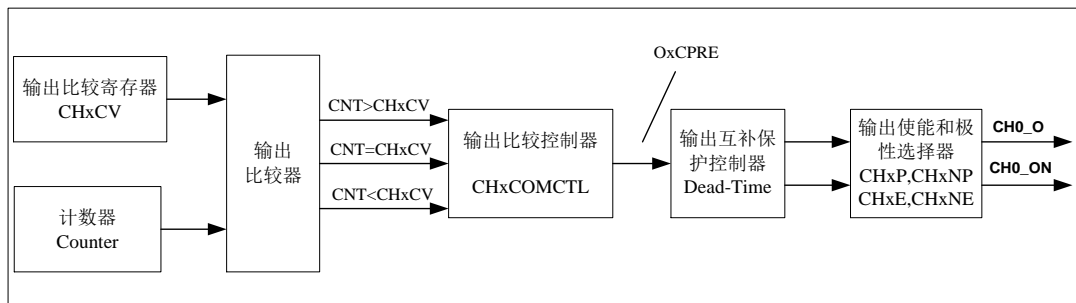 输出比较寄存器
CHxCV
计数器
Counter
输出
比较器
CNT>CHxCV
CNT=CHxCV
CNT<CHxCV
输出比较控制器
CHxCOMCTL
OxCPRE
输出互补保
护控制器
Dead-Time
输出使能和极
性选择器
CHxP,CHxNP
CHxE,CHxNE
CH0_O
CH0_ON